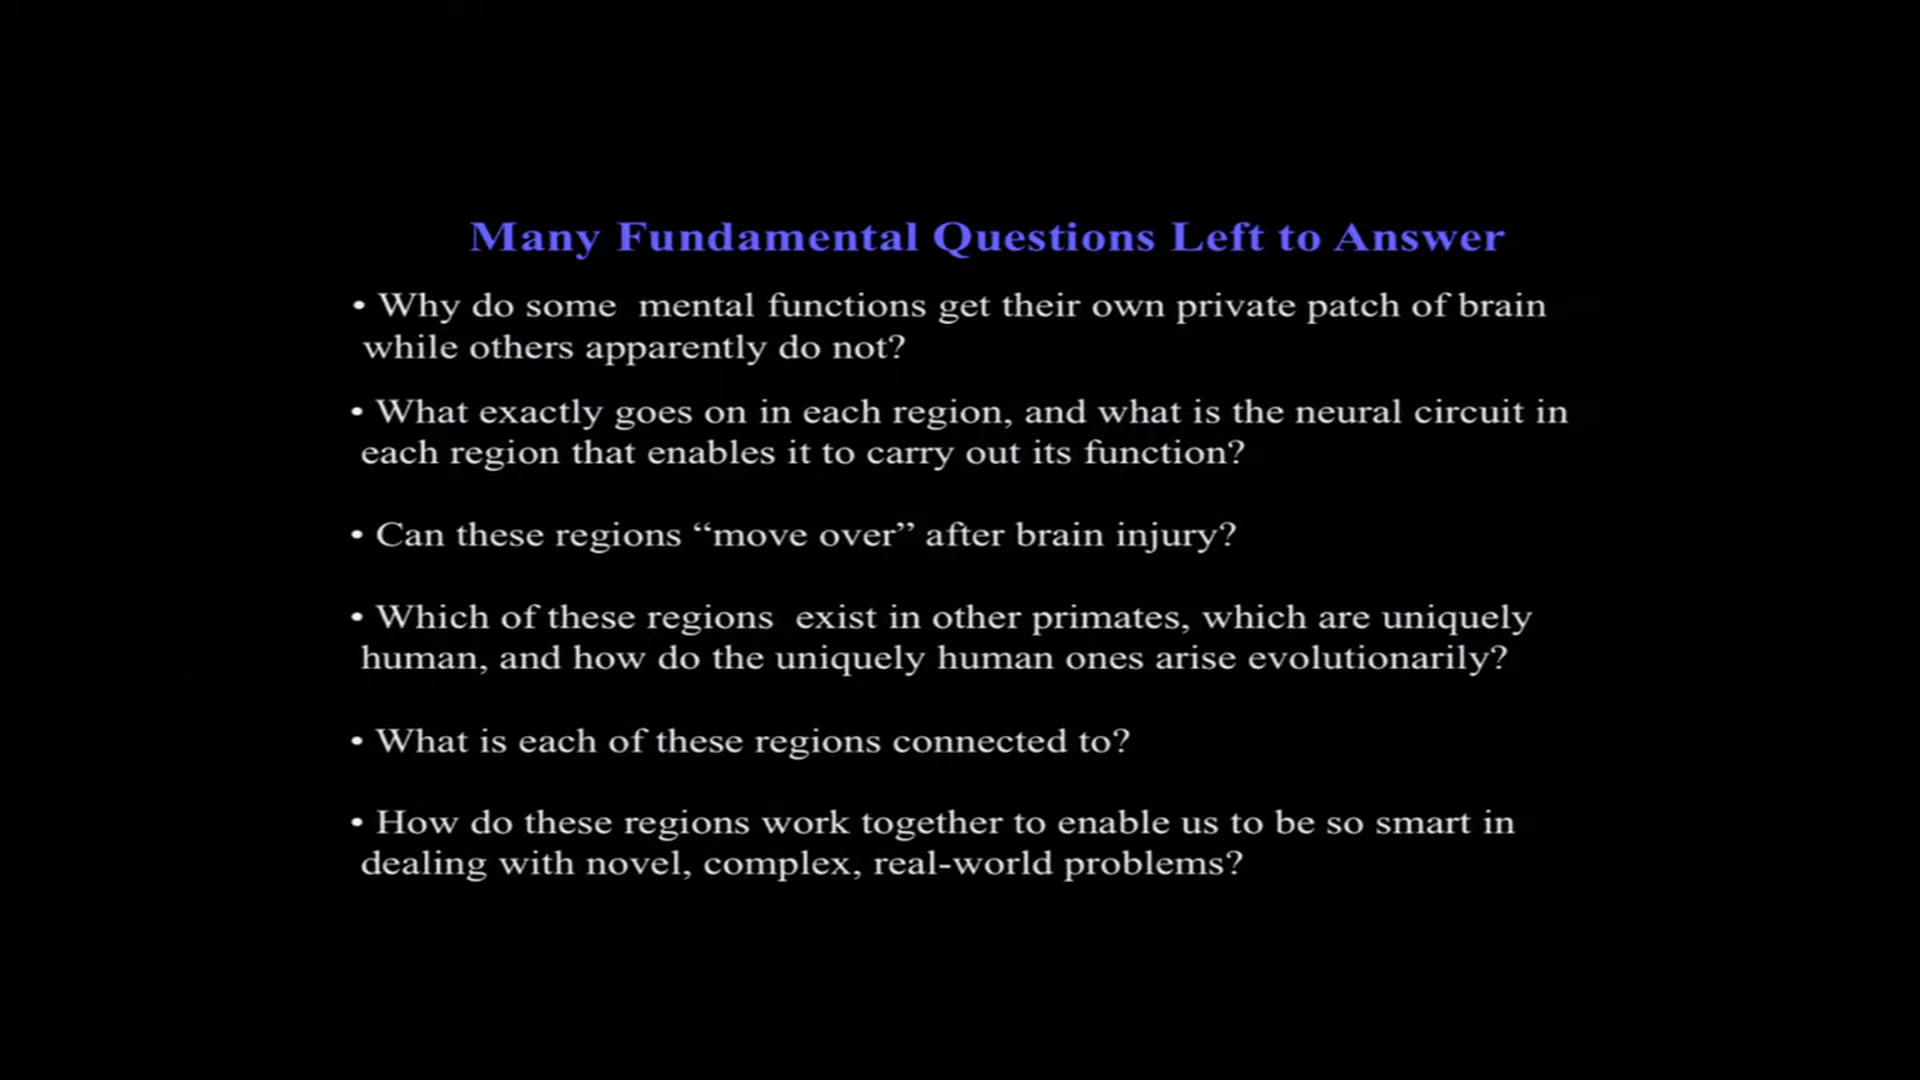 Many Fundamental Questions Left to Answer
• Why do some mental functions get their own private patch of brain
while others apparently do not?
• What exactly goes on in each region, and what is the neural circuit in
each region that enables it to carry out its function?
• Can these regions “move over” after brain injury?
• Which of these regions exist in other primates, which are uniquely
human, and how do the uniquely human ones arise evolutionarily?
• What is each of these regions connected to?
• How do these regions work together to enable us to be so smart in
dealing with novel, complex, real-world problems?